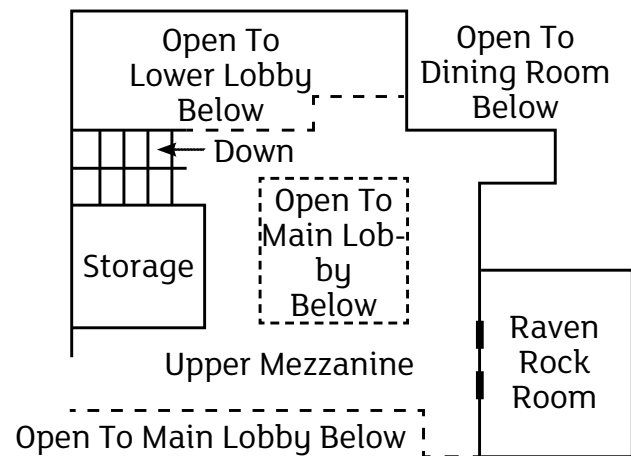 Open To
Lower Lobby
Below
Open To
Dining Room
Below
Down
Open To
Main Lob-
by
Below
Storage
Raven
Rock
Room
Upper Mezzanine
Open To Main Lobby Below